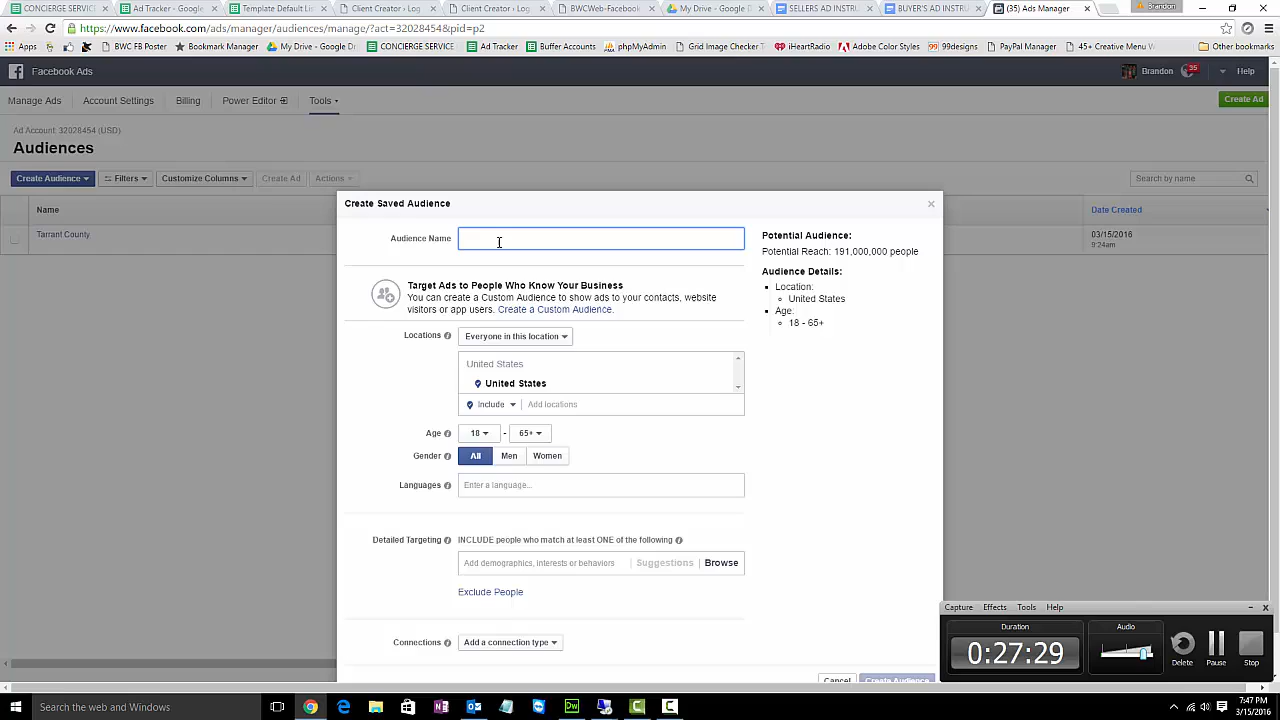 CONCIERGE SERVICE
Ad Tracker - Google
Template Default List
Client Creator › Log
Client Creator › Log
BWCWeb-Facebook
My Drive - Google D
SELLERS AD INSTRU
BUYER'S AD INSTRU
(35) Ads Manager
Brandon
https://www.facebook.com/ads/manager/audiences/manage/?act=32028454&pid=p2
Apps
BWC FB Poster
Bookmark Manager
My Drive - Google D
CONCIERGE SERVICE
Ad Tracker
Buffer Accounts
phpMyAdmin
Grid Image Checker T
iHeartRadio
Adobe Color Styles
99designs
PayPal Manager
45+ Creative Menu W
Other bookmarks
Facebook Ads
Brandon
35
Help
Manage Ads
Account Settings
Billing
Power Editor
Tools
Create Ad
Ad Account: 32028454 (USD)
Audiences
Create Audience
Filters
Customize Columns
Create Ad
Actions
Search by name
Name
Date Created
Tarrant County
03/15/2016
9:24am
Create Saved Audience
Audience Name
Potential Audience:
Potential Reach: 191,000,000 people
Audience Details:
Location:
United States
Age:
18 - 65+
Target Ads to People Who Know Your Business
You can create a Custom Audience to show ads to your contacts, website
visitors or app users. Create a Custom Audience.
Locations
Everyone in this location
United States
United States
Include
Add locations
Age
18 - 65+
Gender
All
Men
Women
Languages
Enter a language...
Detailed Targeting
INCLUDE people who match at least ONE of the following
Add demographics, interests or behaviors
Suggestions
Browse
Exclude People
Connections
Add a connection type
Cancel
Create Audience
Capture
Effects
Tools
Help
Duration
Audio
0:27:29
Delete
Pause
Stop
Search the web and Windows
7:47 PM
3/15/2016